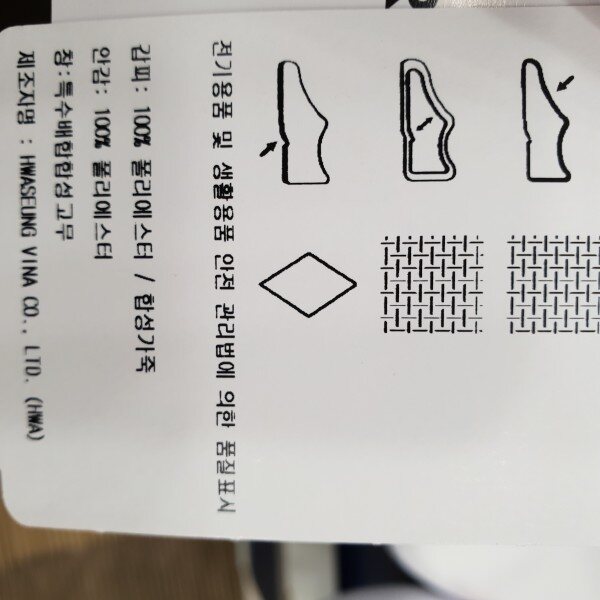 전기용품 및 생활용품 안전 관리법에 의한 품질표시
갑피: 100% 폴리에스터 / 합성가죽
안감: 100% 폴리에스터
창: 특수배합합성고무
제조자명 : HWASEUNG VINA CO., LTD. (HWA)